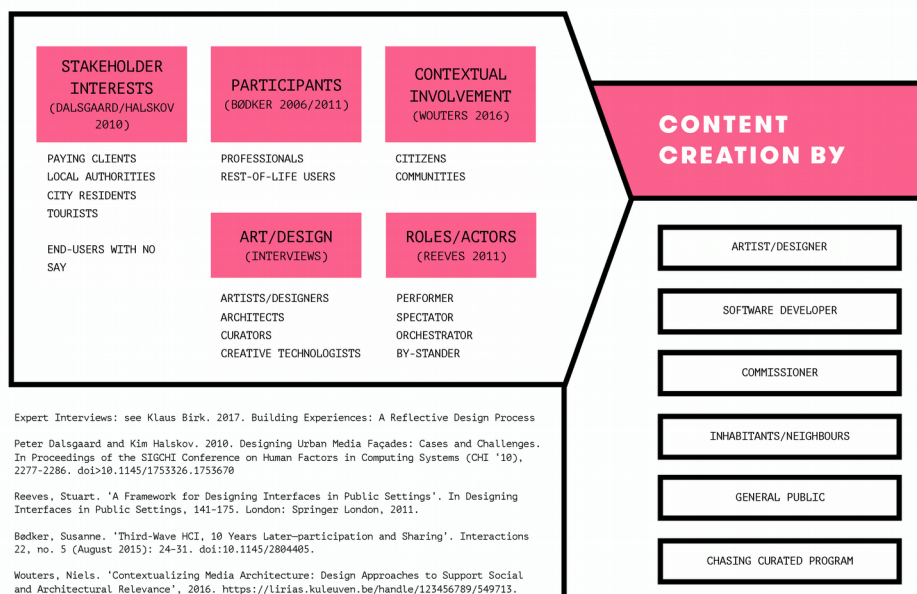 STAKEHOLDER
INTERESTS
(DALSGAARD/HALSKOV
2010)
PAYING CLIENTS
LOCAL AUTHORITIES
CITY RESIDENTS
TOURISTS
END-USERS WITH NO
SAY
PARTICIPANTS
(BØDKER 2006/2011)
PROFESSIONALS
REST-OF-LIFE USERS
CONTEXTUAL
INVOLVEMENT
(WOUTERS 2016)
CITIZENS
COMMUNITIES
ART/DESIGN
(INTERVIEWS)
ARTISTS/DESIGNERS
ARCHITECTS
CURATORS
CREATIVE TECHNOLOGISTS
ROLES/ACTORS
(REEVES 2011)
PERFORMER
SPECTATOR
ORCHESTRATOR
BY-STANDER
Expert Interviews: see Klaus Birk. 2017. Building Experiences: A Reflective Design Process
Peter Dalsgaard and Kim Halskov. 2010. Designing Urban Media Façades: Cases and Challenges.
In Proceedings of the SIGCHI Conference on Human Factors in Computing Systems (CHI '10),
2277-2286. doi>10.1145/1753326.1753670
Reeves, Stuart. 'A Framework for Designing Interfaces in Public Settings'. In Designing
Interfaces in Public Settings, 141–175. London: Springer London, 2011.
Bødker, Susanne. 'Third-Wave HCI, 10 Years Later—participation and Sharing'. Interactions
22, no. 5 (August 2015): 24–31. doi:10.1145/2804405.
Wouters, Niels. 'Contextualizing Media Architecture: Design Approaches to Support Social
and Architectural Relevance', 2016. https://lirias.kuleuven.be/handle/123456789/549713.
CONTENT
CREATION BY
ARTIST/DESIGNER
SOFTWARE DEVELOPER
COMMISSIONER
INHABITANTS/NEIGHBOURS
GENERAL PUBLIC
CHASING CURATED PROGRAM